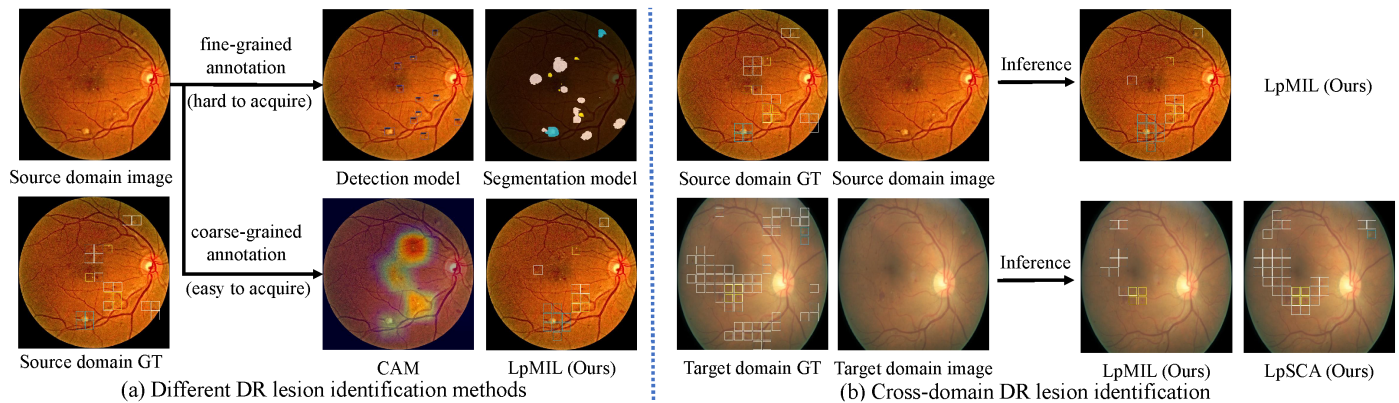 fine-grained
annotation
(hard to acquire)
Source domain image
Detection model
Segmentation model
coarse-grained
annotation
(easy to acquire)
Source domain GT
CAM
LpMIL (Ours)
(a) Different DR lesion identification methods
Inference
LpMIL (Ours)
Source domain GT
Source domain image
Inference
Target domain GT
Target domain image
LpMIL (Ours)
LpSCA (Ours)
(b) Cross-domain DR lesion identification